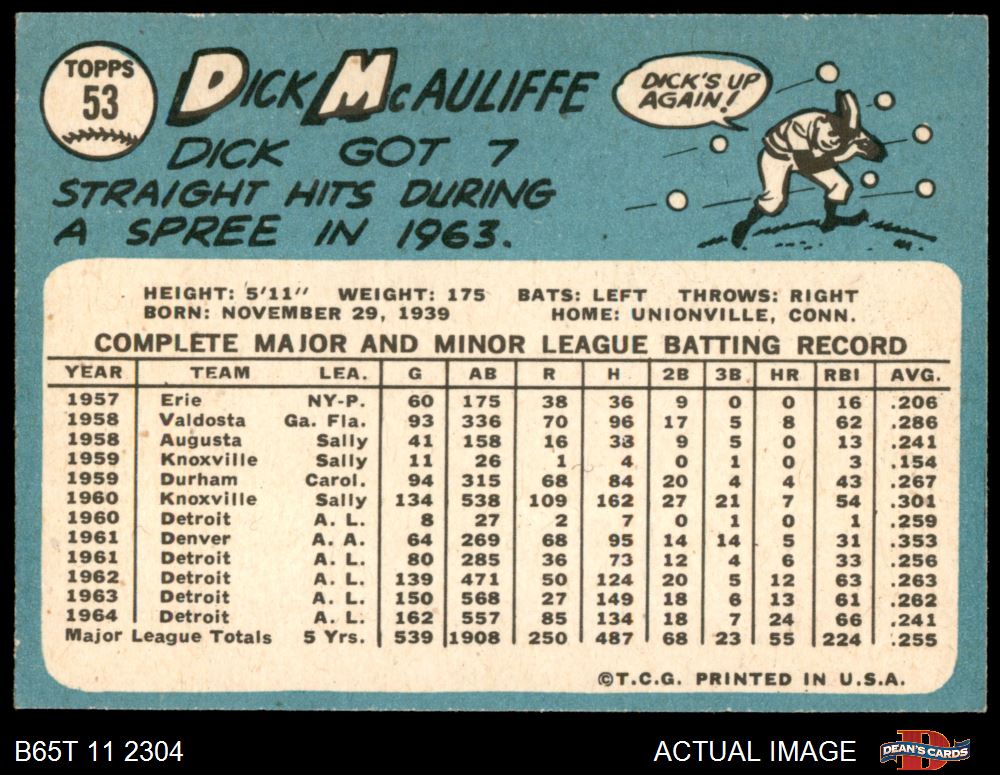 TOPPS
53
DICK McAULIFFE
DICK GOT 7
STRAIGHT HITS DURING
A SPREE IN 1963.
DICK'S UP
AGAIN!
HEIGHT: 5'11" WEIGHT: 175 BATS: LEFT THROWS: RIGHT
BORN: NOVEMBER 29, 1939 HOME: UNIONVILLE, CONN.
COMPLETE MAJOR AND MINOR LEAGUE BATTING RECORD
YEAR TEAM LEA. G AB R H 2B 3B HR RBI AVG.
1957 Erie NY-P. 60 175 38 36 9 0 0 16 .206
1958 Valdosta Ga. Fla. 93 336 70 96 17 5 8 62 .286
1958 Augusta Sally 41 158 16 38 9 5 0 13 .241
1959 Knoxville Sally 11 26 1 4 0 1 0 3 .154
1959 Durham Carol. 94 315 68 84 20 4 4 43 .267
1960 Knoxville Sally 134 538 109 162 27 21 7 54 .301
1960 Detroit A. L. 8 27 2 7 0 1 0 1 .259
1961 Denver A. A. 64 269 68 95 14 14 5 31 .353
1961 Detroit A. L. 80 285 36 73 12 4 6 33 .256
1962 Detroit A. L. 139 471 50 124 20 5 12 63 .263
1963 Detroit A. L. 150 568 27 149 18 6 13 61 .262
1964 Detroit A. L. 162 557 85 134 18 7 24 66 .241
Major League Totals 5 Yrs. 539 1908 250 487 68 23 55 224 .255
©T.C.G. PRINTED IN U.S.A.
B65T 11 2304 ACTUAL IMAGE DEAN'S CARDS